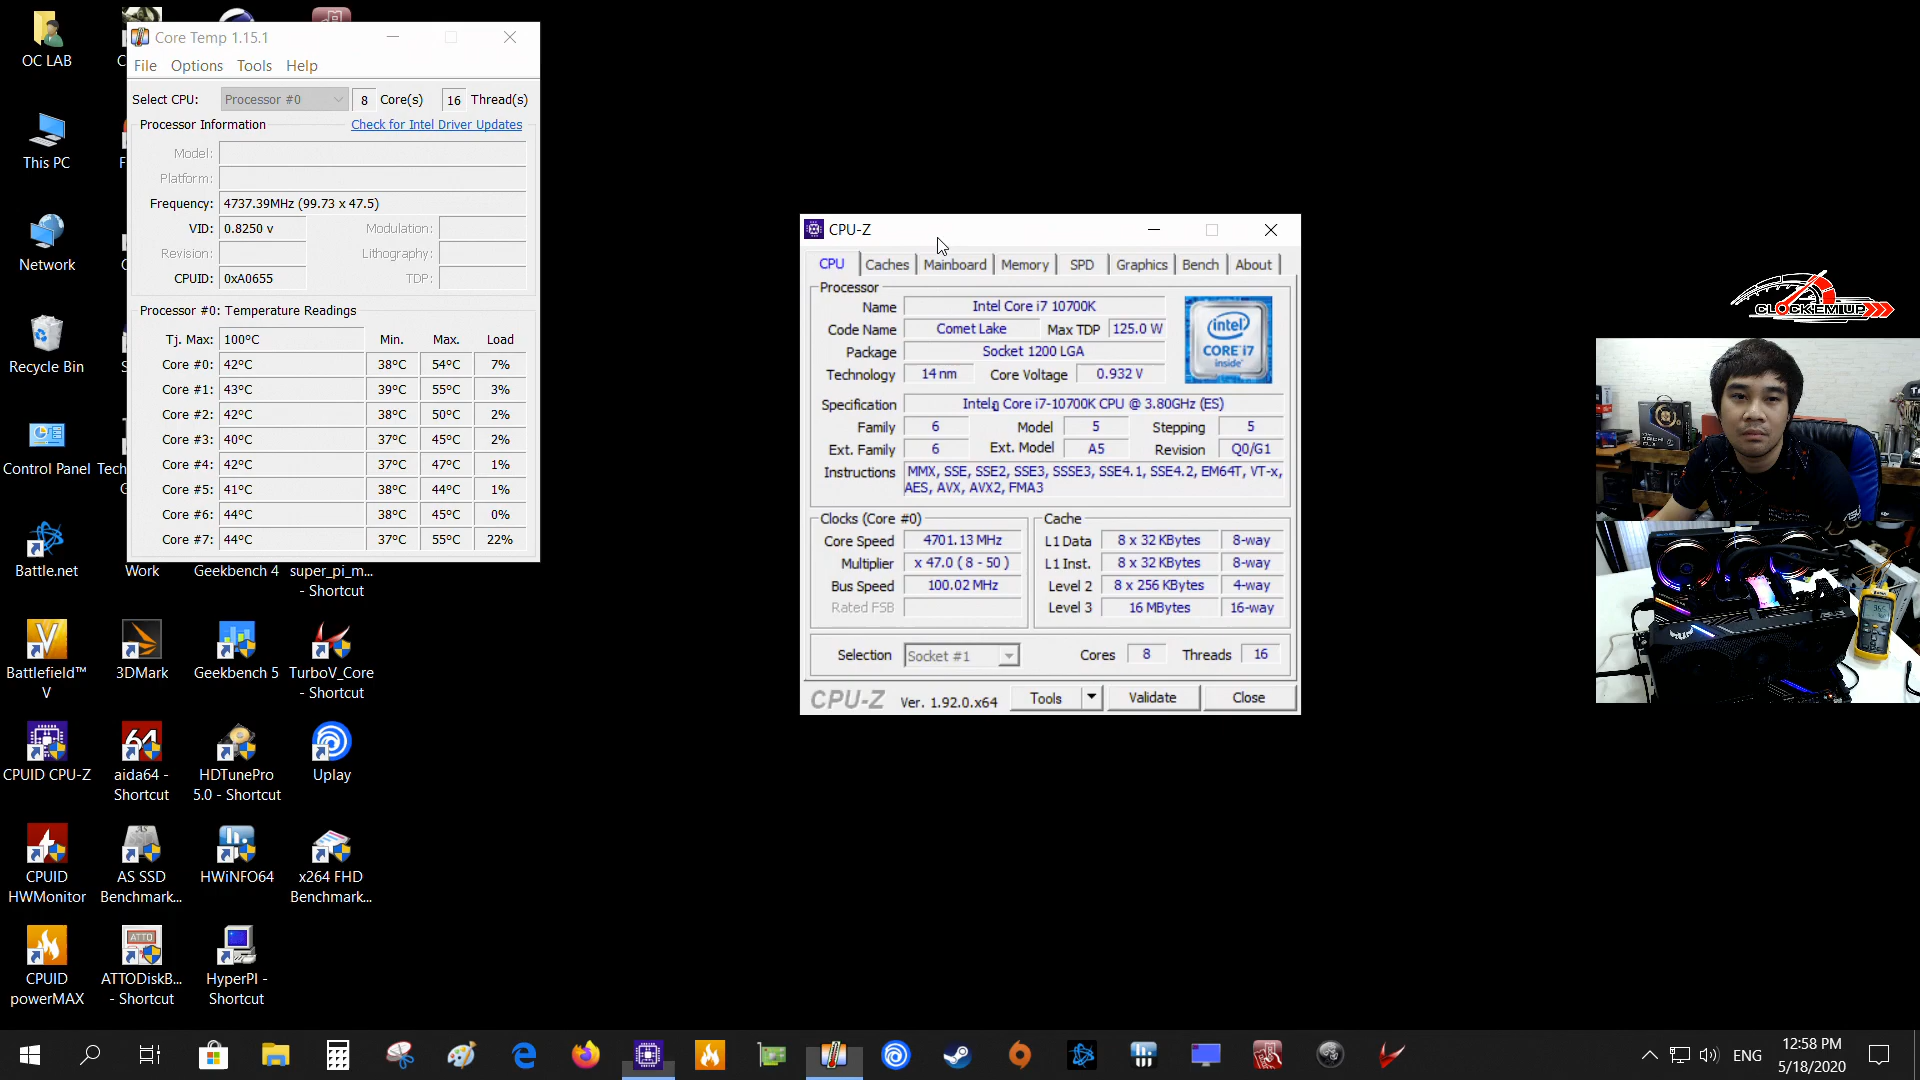 OC LAB
This PC
Network
Recycle Bin
Control Panel
Battle.net
Work
Geekbench 4
super_pi_m...
- Shortcut
Battlefield™
V
3DMark
Geekbench 5
TurboV_Core
- Shortcut
CPUID CPU-Z
aida64 -
Shortcut
HDTunePro
5.0 - Shortcut
Uplay
CPUID
HWMonitor
AS SSD
Benchmark...
HWiNFO64
x264 FHD
Benchmark...
CPUID
powerMAX
ATTODiskB...
- Shortcut
HyperPI -
Shortcut
Core Temp 1.15.1
File Options Tools Help
Select CPU: Processor #0 8 Core(s) 16 Thread(s)
Processor Information Check for Intel Driver Updates
Model:
Platform:
Frequency: 4737.39MHz (99.73 x 47.5)
VID: 0.8250 v Modulation:
Revision: Lithography:
CPUID: 0xA0655 TDP:
Processor #0: Temperature Readings
Tj. Max: 100°C Min. Max. Load
Core #0: 42°C 38°C 54°C 7%
Core #1: 43°C 39°C 55°C 3%
Core #2: 42°C 38°C 50°C 2%
Core #3: 40°C 37°C 45°C 2%
Core #4: 42°C 37°C 47°C 1%
Core #5: 41°C 38°C 44°C 1%
Core #6: 44°C 38°C 45°C 0%
Core #7: 44°C 37°C 55°C 22%
CPU-Z
CPU Caches Mainboard Memory SPD Graphics Bench About
Processor
Name Intel Core i7 10700K
Code Name Comet Lake Max TDP 125.0 W
Package Socket 1200 LGA
Technology 14 nm Core Voltage 0.932 V
intel
CORE i7
inside
Specification Intelฎ Core i7-10700K CPU @ 3.80GHz (ES)
Family 6 Model 5 Stepping 5
Ext. Family 6 Ext. Model A5 Revision Q0/G1
Instructions MMX, SSE, SSE2, SSE3, SSSE3, SSE4.1, SSE4.2, EM64T, VT-x,
AES, AVX, AVX2, FMA3
Clocks (Core #0)
Core Speed 4701.13 MHz
Multiplier x 47.0 ( 8 - 50 )
Bus Speed 100.02 MHz
Rated FSB
Cache
L1 Data 8 x 32 KBytes 8-way
L1 Inst. 8 x 32 KBytes 8-way
Level 2 8 x 256 KBytes 4-way
Level 3 16 MBytes 16-way
Selection Socket #1 Cores 8 Threads 16
CPU-Z Ver. 1.92.0.x64 Tools Validate Close
CLOCK'EM UP
ENG
12:58 PM
5/18/2020